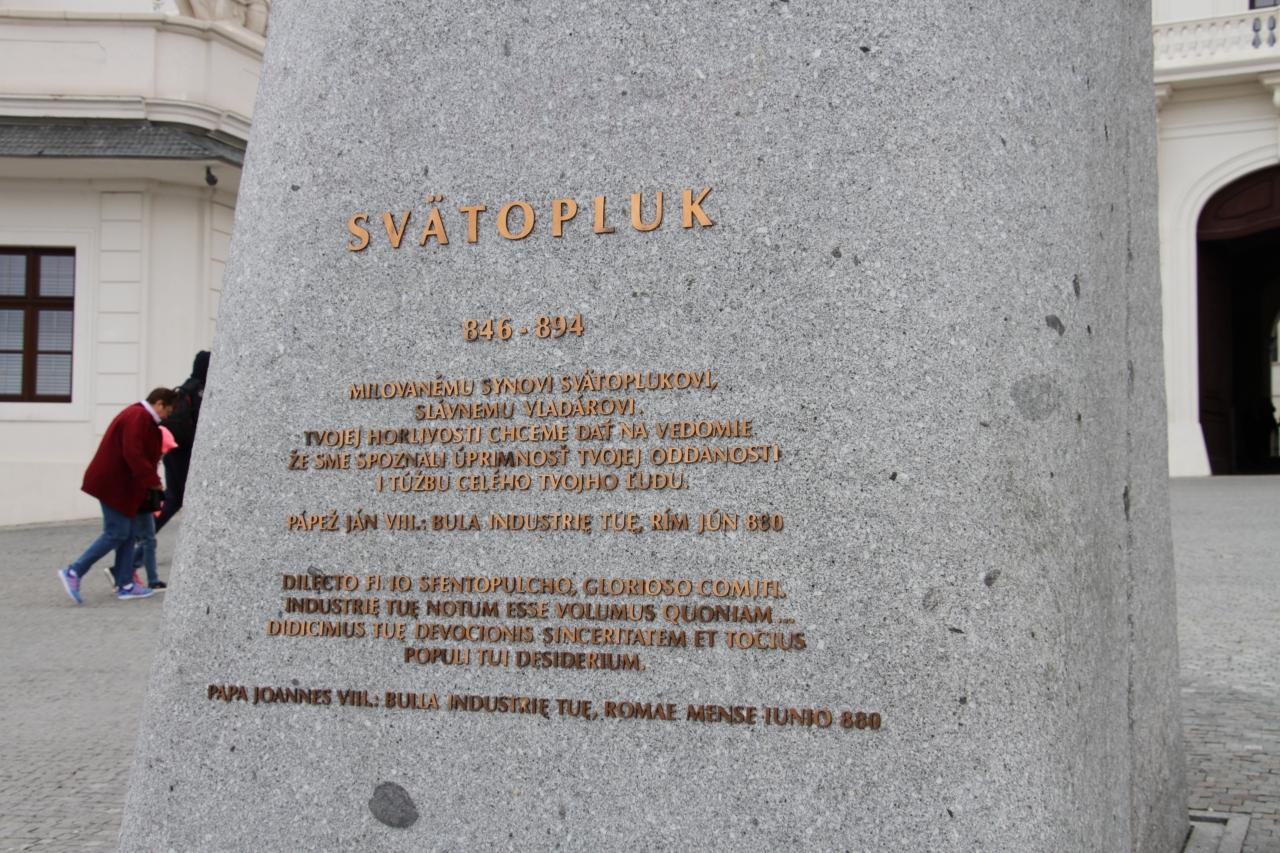 SVÄTOPLUK
846 - 894
MILOVANÉMU SYNOVI SVÄTOPLUKOVI,
SLÁVNEMU VLADÁROVI.
TVOJEJ HORLIVOSTI CHCEME DAŤ NA VEDOMIE
ŽE SME SPOZNALI ÚPRIMNOSŤ TVOJEJ ODDANOSTI
I TÚŽBU CELÉHO TVOJHO ĽUDU.
PÁPEŽ JÁN VIII.: BULA INDUSTRIĘ TUĘ, RÍM JÚN 880
DILECTO FI IO SFENTOPULCHO, GLORIOSO COMITI.
INDUSTRIĘ TUĘ NOTUM ESSE VOLUMUS QUONIAM ...
DIDICIMUS TUĘ DEVOCIONIS SINCERITATEM ET TOCIUS
POPULI TUI DESIDERIUM.
PAPA JOANNES VIII.: BULLA INDUSTRIĘ TUĘ, ROMAE MENSE IUNIO 880